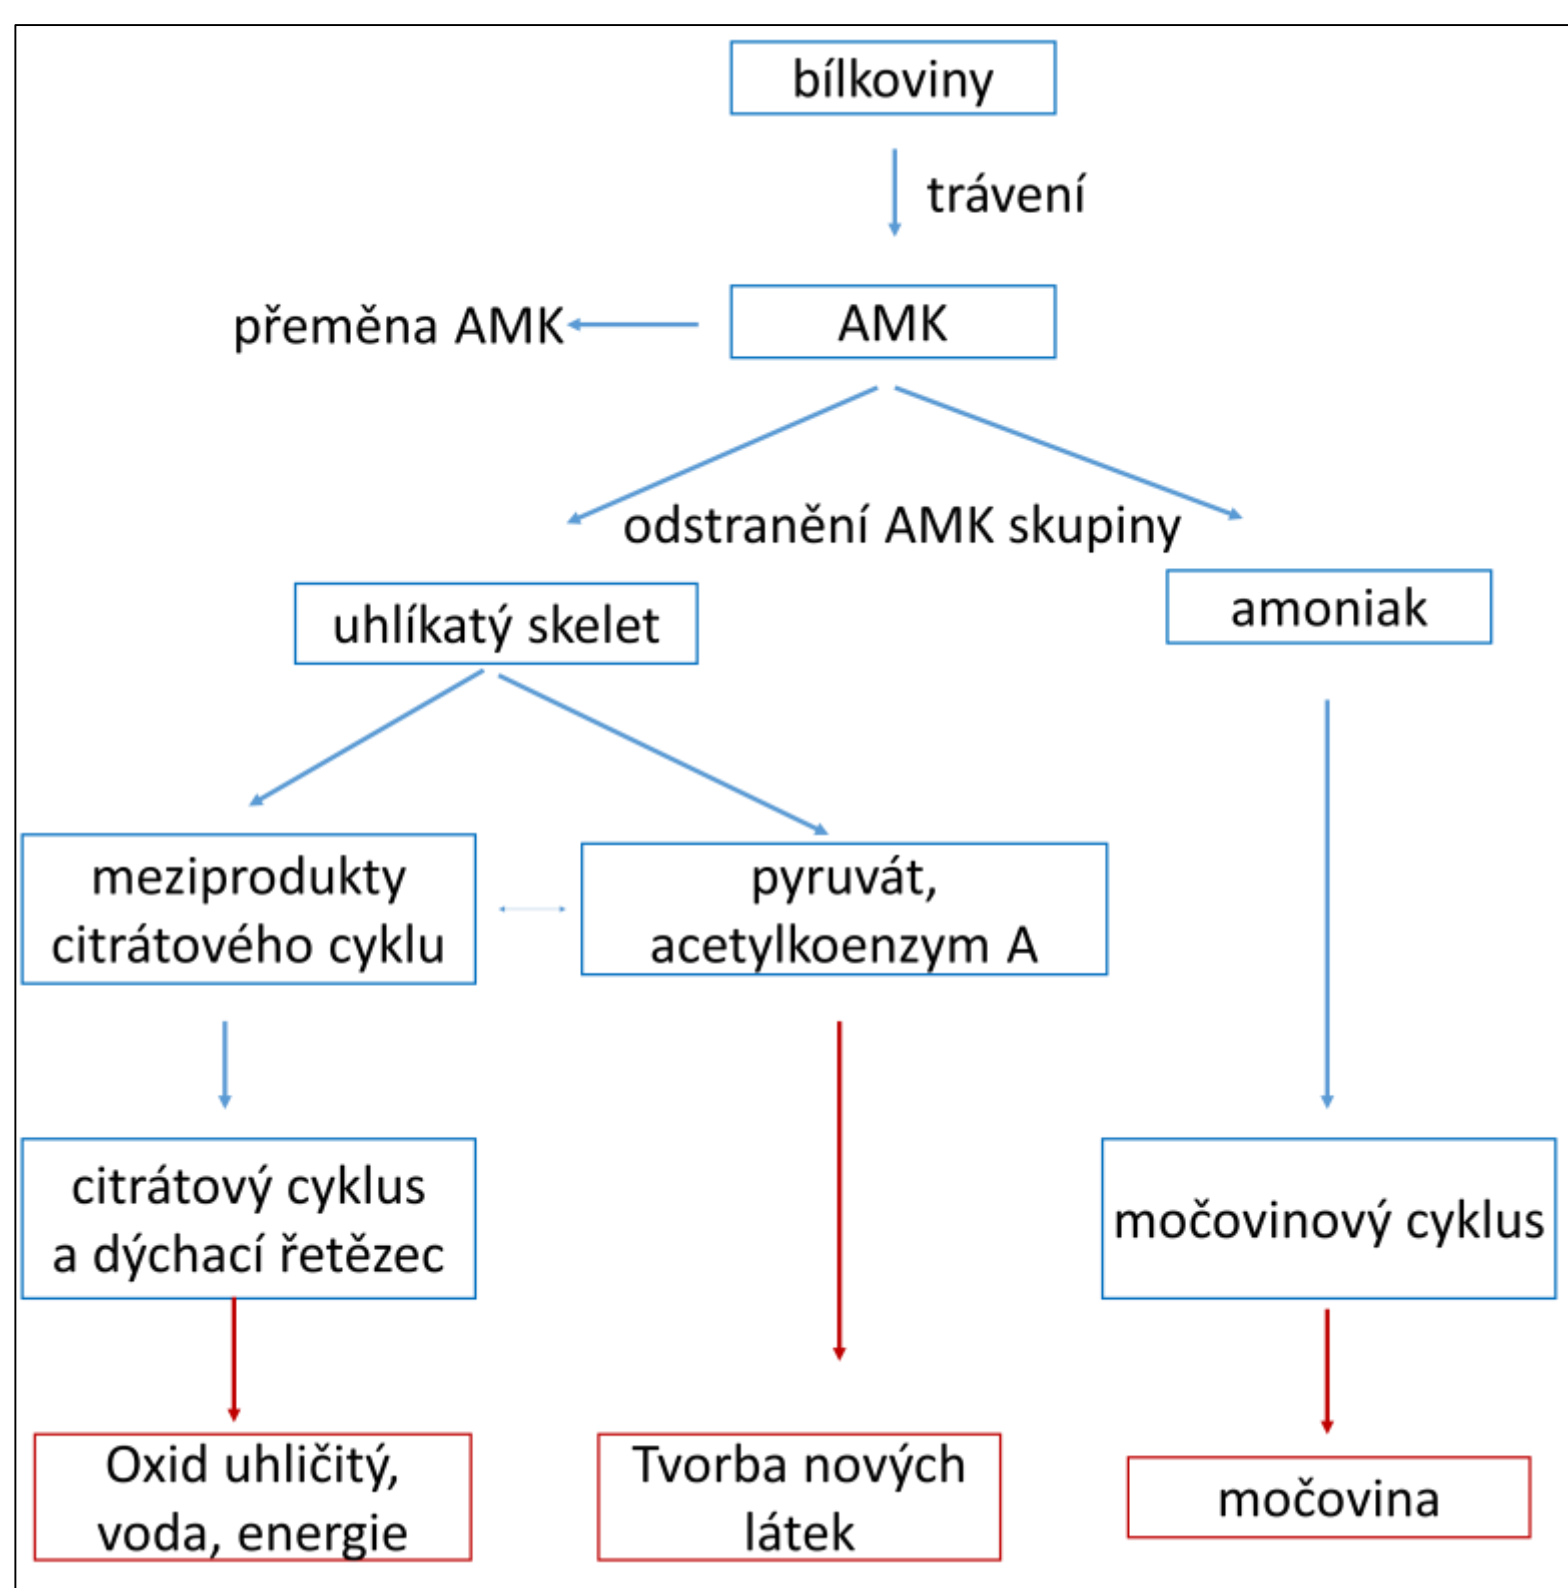 bílkoviny
trávení
přeměna AMK
AMK
odstranění AMK skupiny
uhlíkatý skelet
amoniak
meziprodukty
citrátového cyklu
pyruvát,
acetylkoenzym A
citrátový cyklus
a dýchací řetězec
močovinový cyklus
Oxid uhličitý,
voda, energie
Tvorba nových
látek
močovina